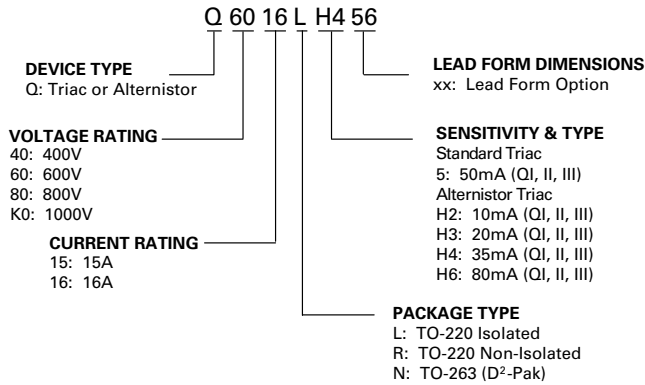 Q 60 16 L H4 56
DEVICE TYPE
Q: Triac or Alternistor
VOLTAGE RATING
40: 400V
60: 600V
80: 800V
K0: 1000V
CURRENT RATING
15: 15A
16: 16A
LEAD FORM DIMENSIONS
xx: Lead Form Option
SENSITIVITY & TYPE
Standard Triac
5: 50mA (QI, II, III)
Alternistor Triac
H2: 10mA (QI, II, III)
H3: 20mA (QI, II, III)
H4: 35mA (QI, II, III)
H6: 80mA (QI, II, III)
PACKAGE TYPE
L: TO-220 Isolated
R: TO-220 Non-Isolated
N: TO-263 (D²-Pak)